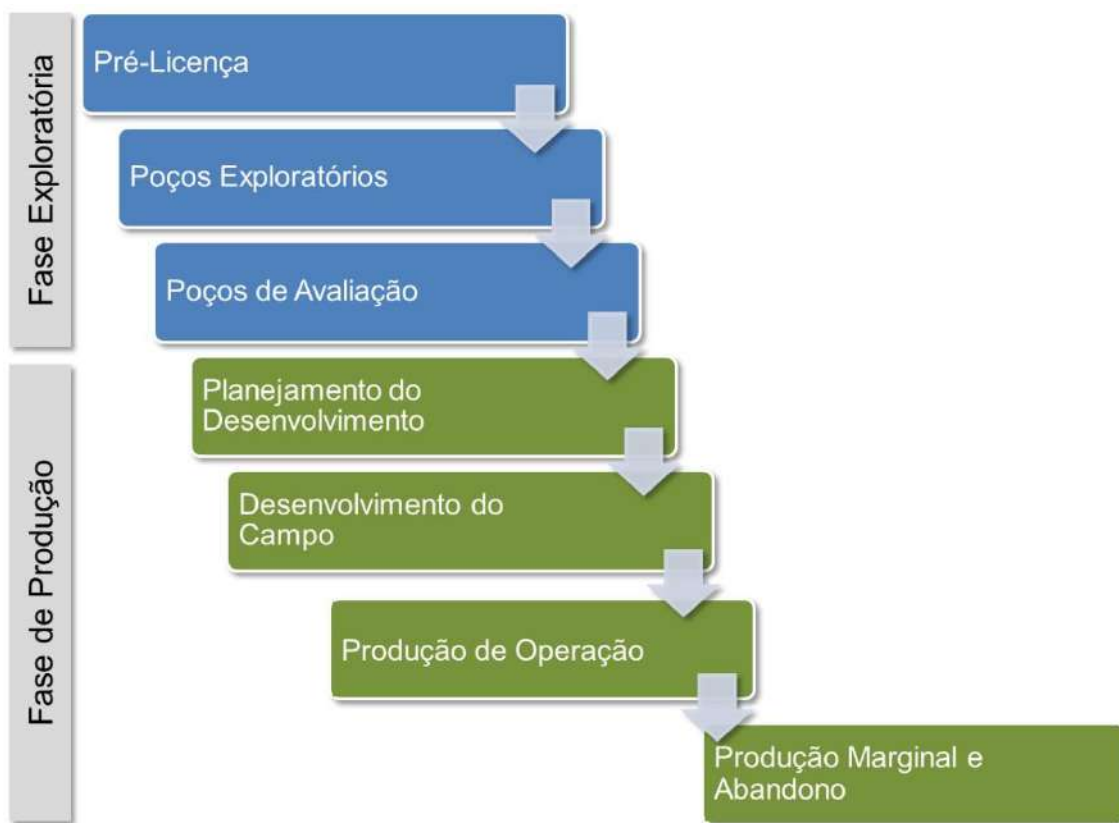 Fase Exploratória
Pré-Licença
Poços Exploratórios
Poços de Avaliação
Fase de Produção
Planejamento do
Desenvolvimento
Desenvolvimento do
Campo
Produção de Operação
Produção Marginal e
Abandono